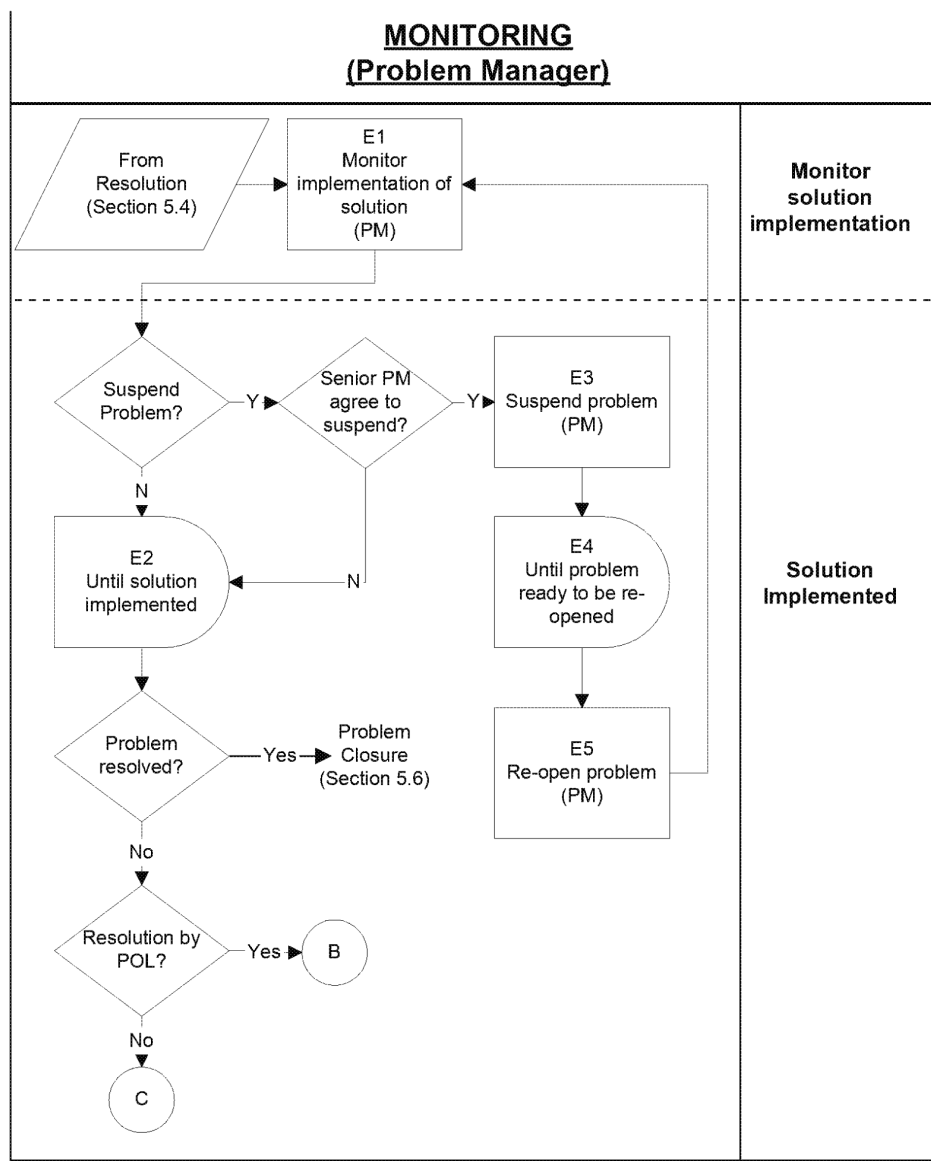 MONITORING
(Problem Manager)
From
Resolution
(Section 5.4)
E1
Monitor
implementation of
solution
(PM)
Monitor
solution
implementation
Suspend
Problem?
Y
Senior PM
agree to
suspend?
Y
E3
Suspend problem
(PM)
N
N
E2
Until solution
implemented
E4
Until problem
ready to be re-
opened
Solution
Implemented
Problem
resolved?
Yes
Problem
Closure
(Section 5.6)
E5
Re-open problem
(PM)
No
Resolution by
POL?
Yes
B
No
C